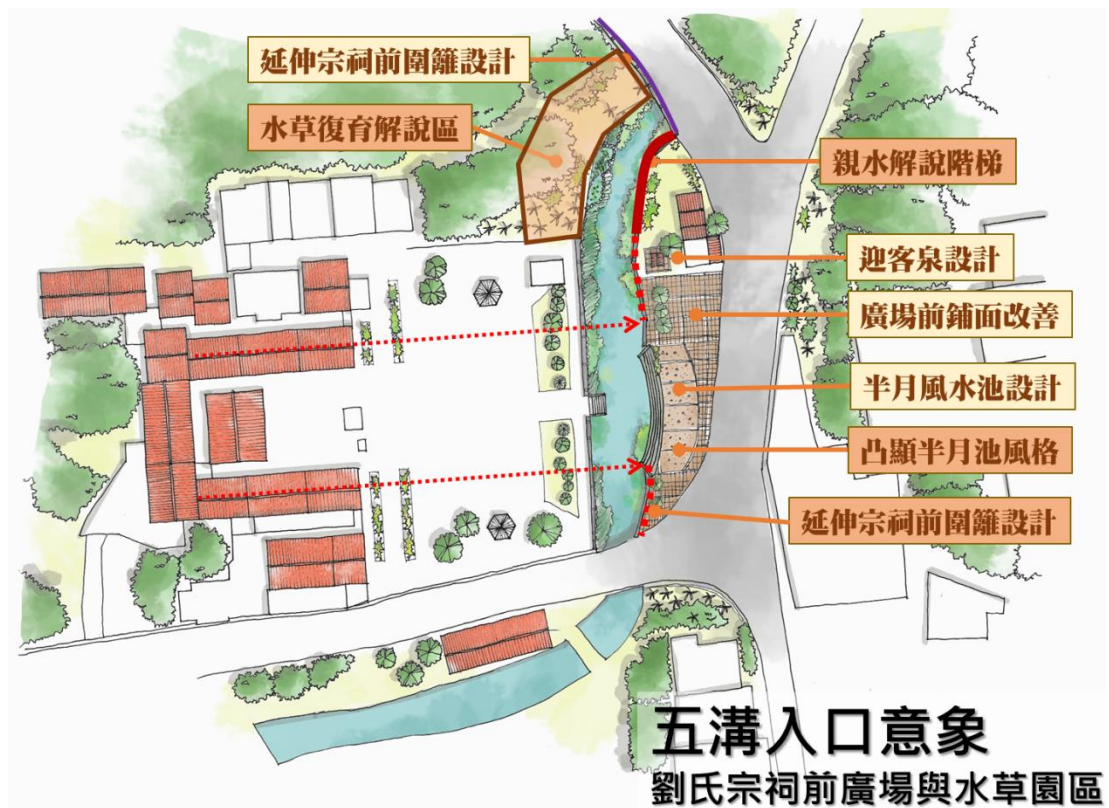 延伸宗祠前圍籬設計
水草復育解說區
親水解說階梯
迎客泉設計
廣場前鋪面改善
半月風水池設計
凸顯半月池風格
延伸宗祠前圍籬設計
五溝入口意象
劉氏宗祠前廣場與水草園區